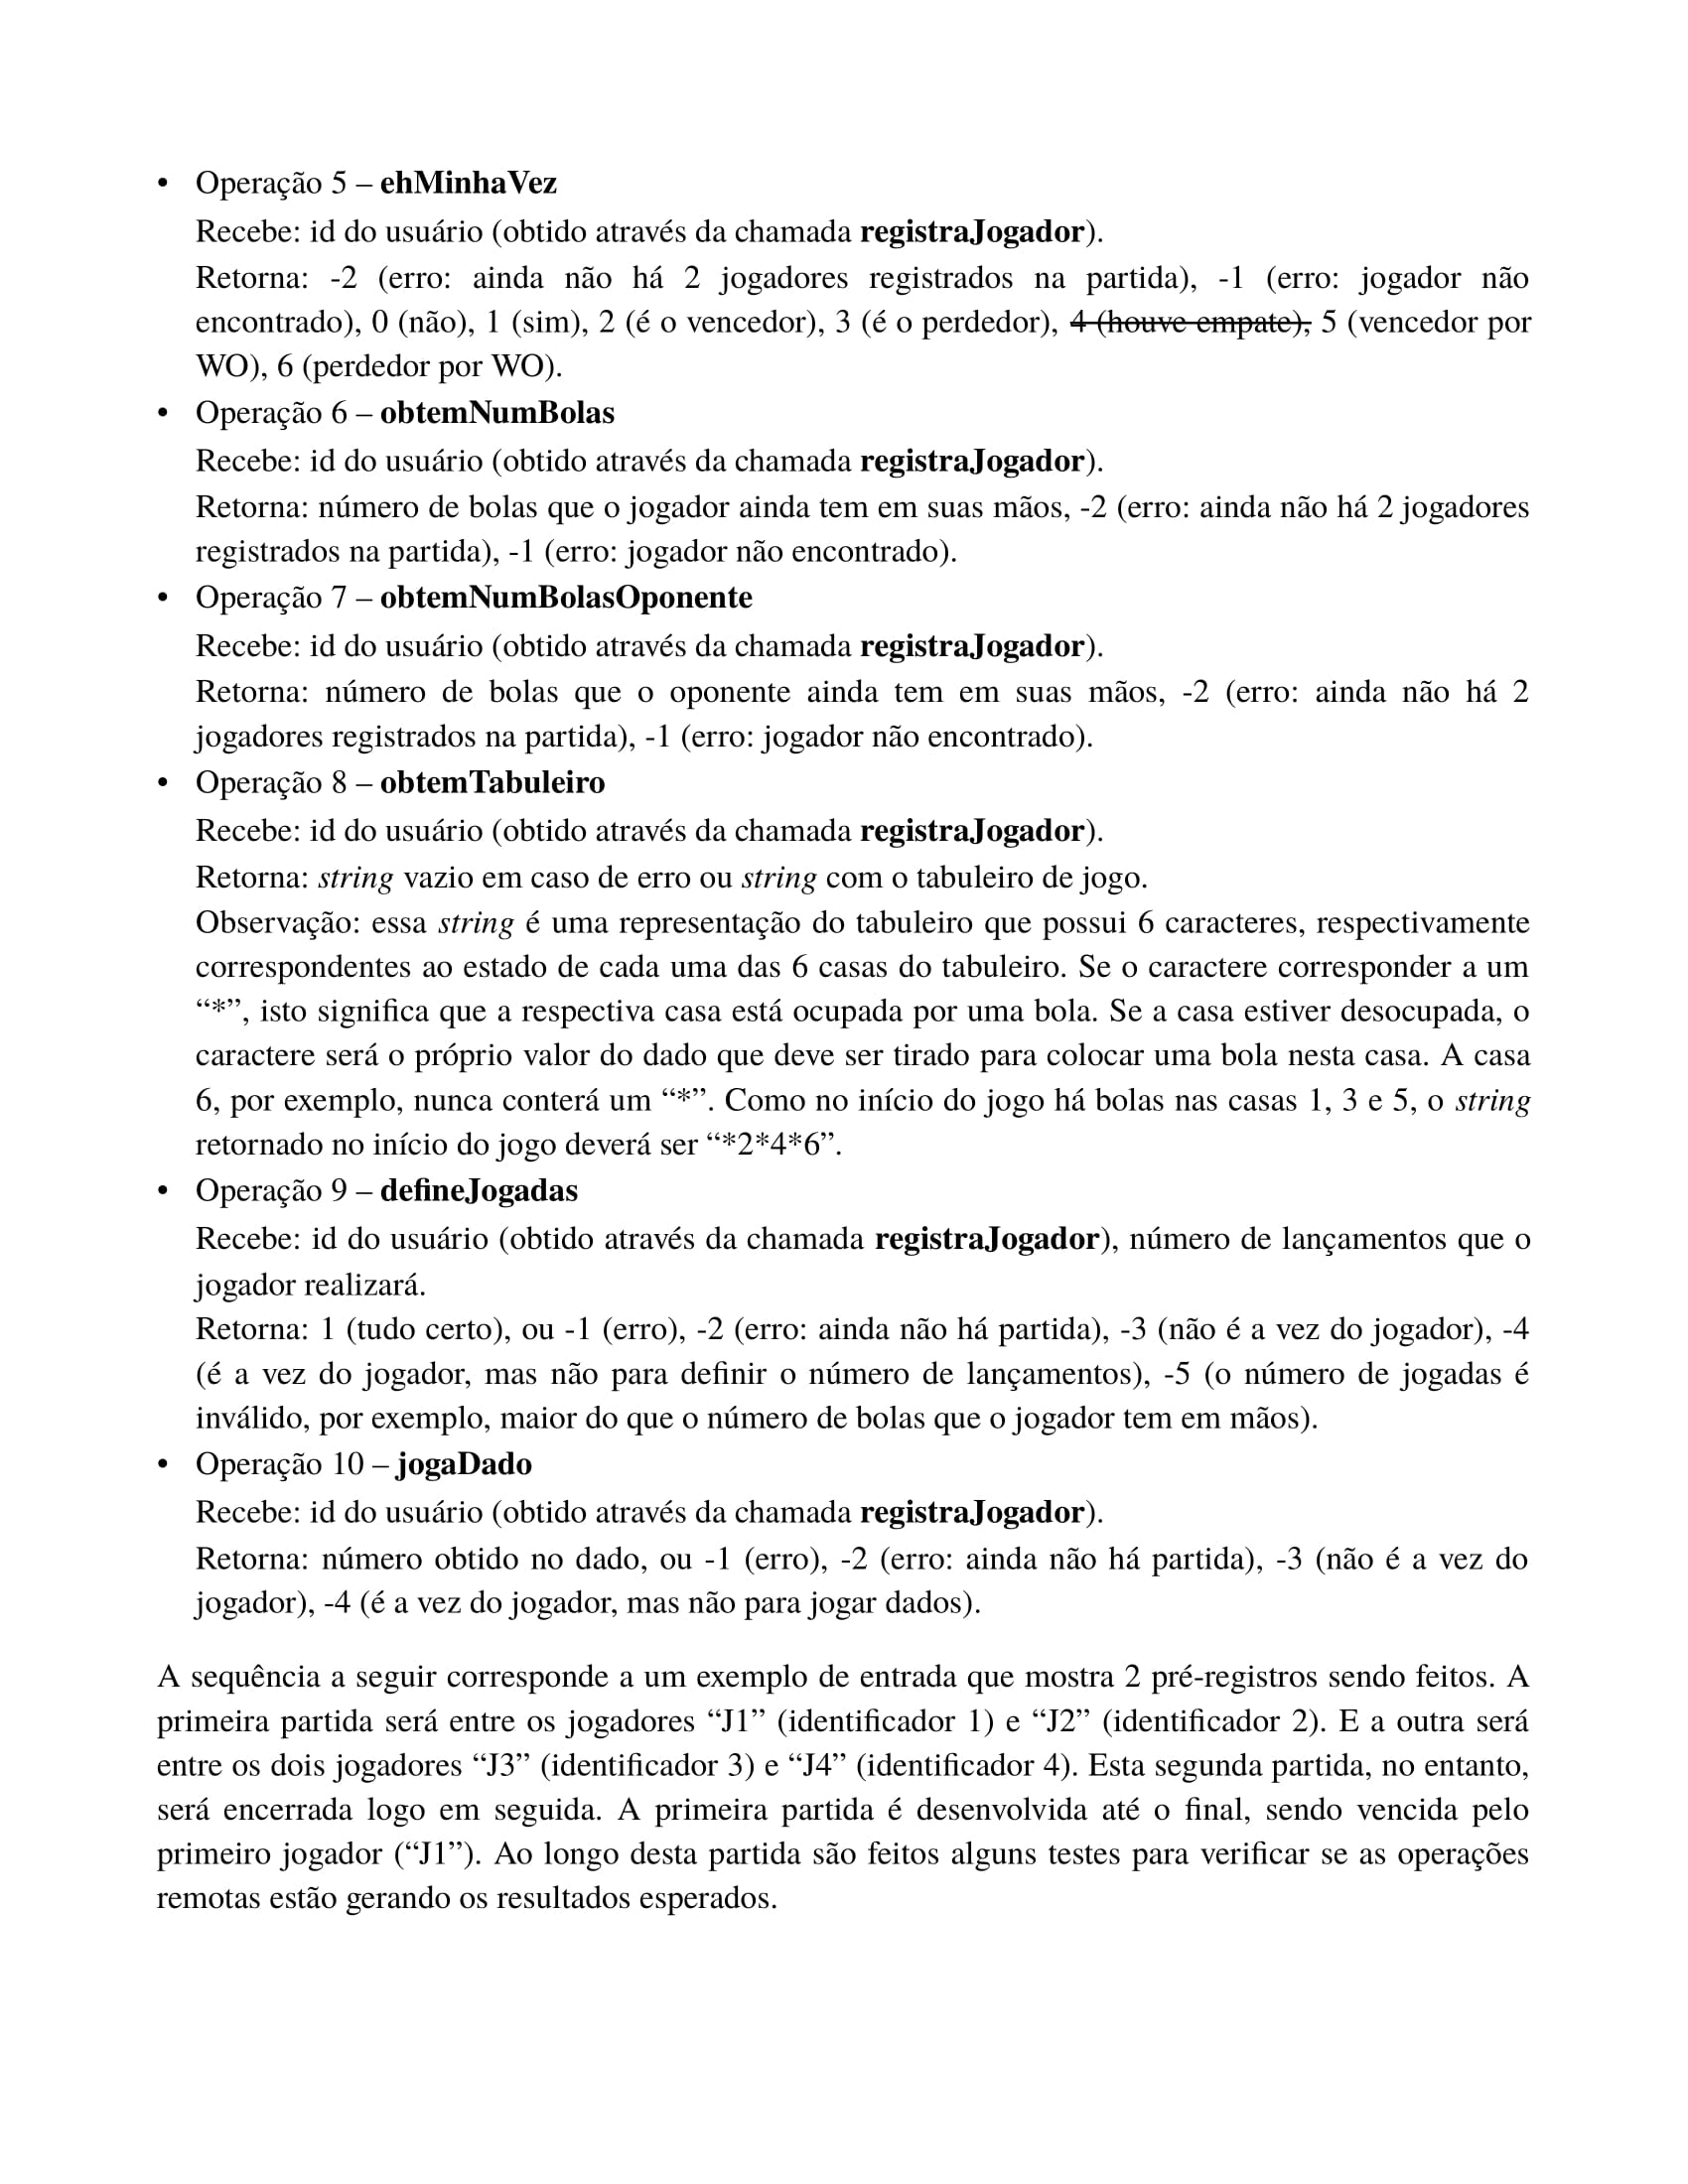 • Operação 5 – ehMinhaVez
Recebe: id do usuário (obtido através da chamada registraJogador).
Retorna: -2 (erro: ainda não há 2 jogadores registrados na partida), -1 (erro: jogador não
encontrado), 0 (não), 1 (sim), 2 (é o vencedor), 3 (é o perdedor), 4 (houve empate), 5 (vencedor por
WO), 6 (perdedor por WO).
• Operação 6 – obtemNumBolas
Recebe: id do usuário (obtido através da chamada registraJogador).
Retorna: número de bolas que o jogador ainda tem em suas mãos, -2 (erro: ainda não há 2 jogadores
registrados na partida), -1 (erro: jogador não encontrado).
• Operação 7 – obtemNumBolasOponente
Recebe: id do usuário (obtido através da chamada registraJogador).
Retorna: número de bolas que o oponente ainda tem em suas mãos, -2 (erro: ainda não há 2
jogadores registrados na partida), -1 (erro: jogador não encontrado).
• Operação 8 – obtemTabuleiro
Recebe: id do usuário (obtido através da chamada registraJogador).
Retorna: string vazio em caso de erro ou string com o tabuleiro de jogo.
Observação: essa string é uma representação do tabuleiro que possui 6 caracteres, respectivamente
correspondentes ao estado de cada uma das 6 casas do tabuleiro. Se o caractere corresponder a um
“*”, isto significa que a respectiva casa está ocupada por uma bola. Se a casa estiver desocupada, o
caractere será o próprio valor do dado que deve ser tirado para colocar uma bola nesta casa. A casa
6, por exemplo, nunca conterá um “*”. Como no início do jogo há bolas nas casas 1, 3 e 5, o string
retornado no início do jogo deverá ser “*2*4*6”.
• Operação 9 – defineJogadas
Recebe: id do usuário (obtido através da chamada registraJogador), número de lançamentos que o
jogador realizará.
Retorna: 1 (tudo certo), ou -1 (erro), -2 (erro: ainda não há partida), -3 (não é a vez do jogador), -4
(é a vez do jogador, mas não para definir o número de lançamentos), -5 (o número de jogadas é
inválido, por exemplo, maior do que o número de bolas que o jogador tem em mãos).
• Operação 10 – jogaDado
Recebe: id do usuário (obtido através da chamada registraJogador).
Retorna: número obtido no dado, ou -1 (erro), -2 (erro: ainda não há partida), -3 (não é a vez do
jogador), -4 (é a vez do jogador, mas não para jogar dados).
A sequência a seguir corresponde a um exemplo de entrada que mostra 2 pré-registros sendo feitos. A
primeira partida será entre os jogadores “J1” (identificador 1) e “J2” (identificador 2). E a outra será
entre os dois jogadores “J3” (identificador 3) e “J4” (identificador 4). Esta segunda partida, no entanto,
será encerrada logo em seguida. A primeira partida é desenvolvida até o final, sendo vencida pelo
primeiro jogador (“J1”). Ao longo desta partida são feitos alguns testes para verificar se as operações
remotas estão gerando os resultados esperados.